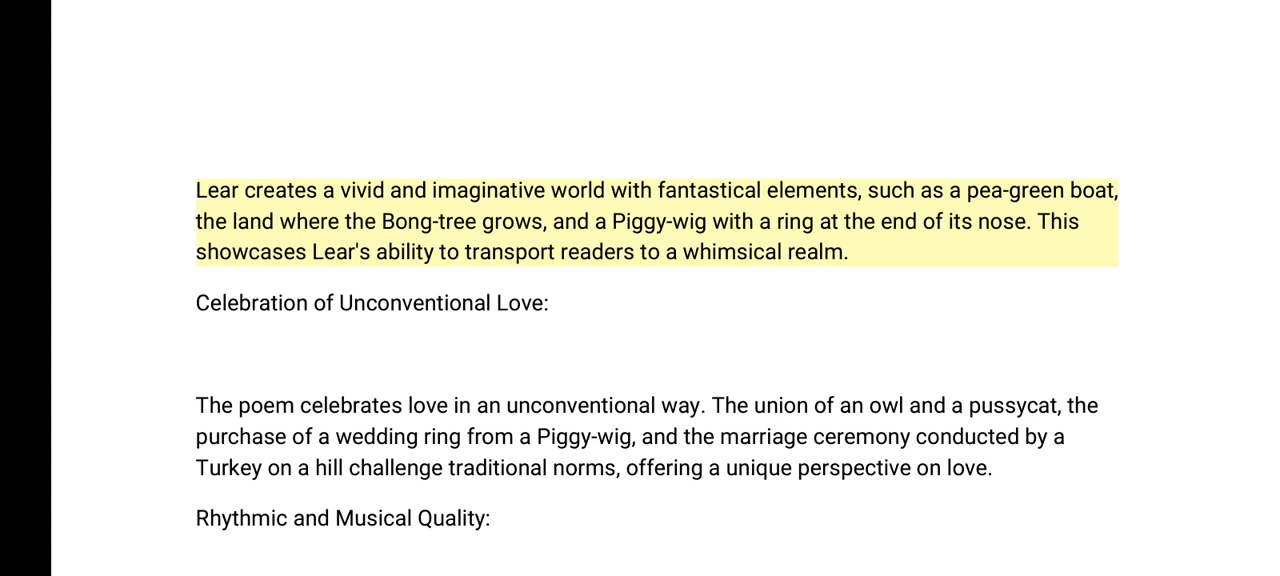 Lear creates a vivid and imaginative world with fantastical elements, such as a pea-green boat,
the land where the Bong-tree grows, and a Piggy-wig with a ring at the end of its nose. This
showcases Lear's ability to transport readers to a whimsical realm.
Celebration of Unconventional Love:
The poem celebrates love in an unconventional way. The union of an owl and a pussycat, the
purchase of a wedding ring from a Piggy-wig, and the marriage ceremony conducted by a
Turkey on a hill challenge traditional norms, offering a unique perspective on love.
Rhythmic and Musical Quality: